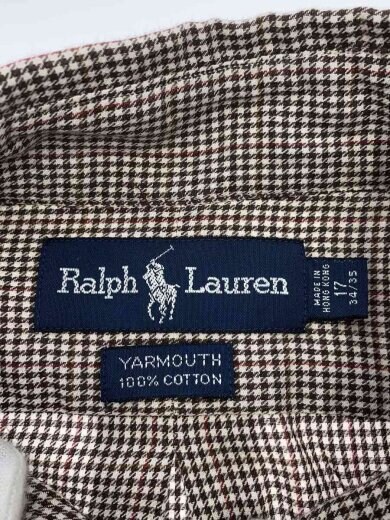 Ralph Lauren
MADE IN
HONG KONG
17
34/35
YARMOUTH
100% COTTON